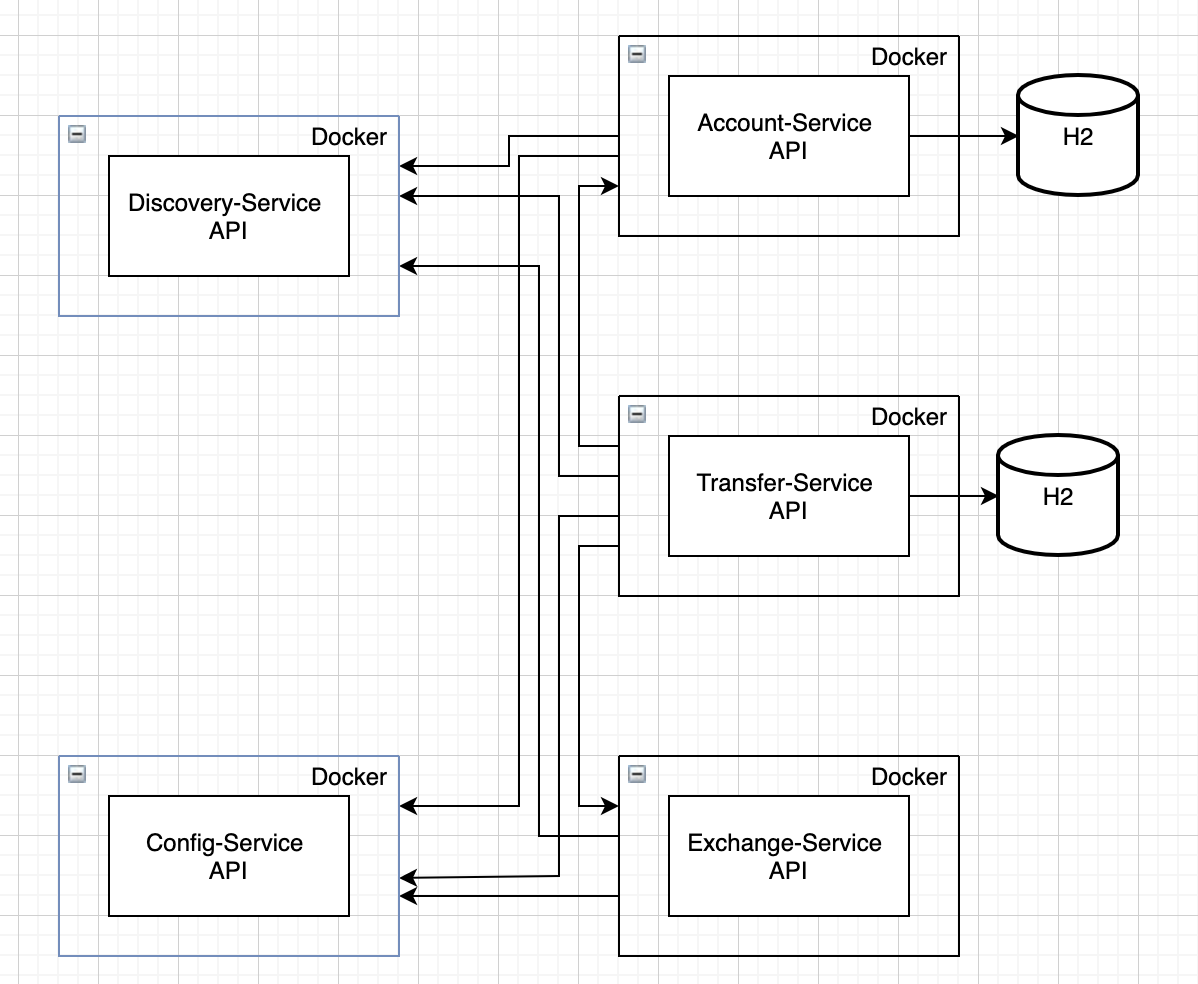 Docker
Account-Service
API
H2
Docker
Discovery-Service
API
Docker
Transfer-Service
API
H2
Docker
Config-Service
API
Docker
Exchange-Service
API